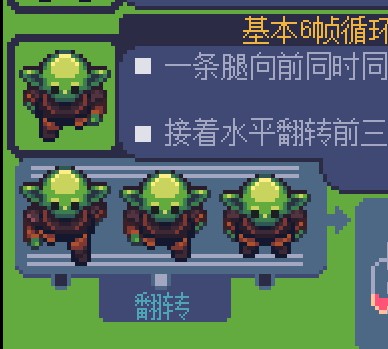 基本6帧循环
一条腿向前同时同
接着水平翻转前三
翻转